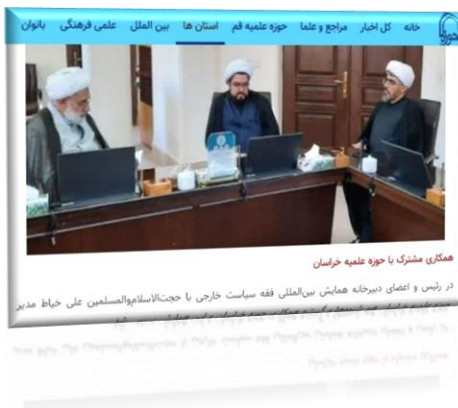 حوزه
خانه کل اخبار مراجع و علما حوزه علمیه قم استان ها بین الملل علمی فرهنگی بانوان
همکاری مشترک با حوزه علمیه خراسان
در رئیس و اعضای دبیرخانه همایش بین‌المللی فقه سیاست خارجی با حجت‌الاسلام‌والمسلمین علی خیاط مدیر